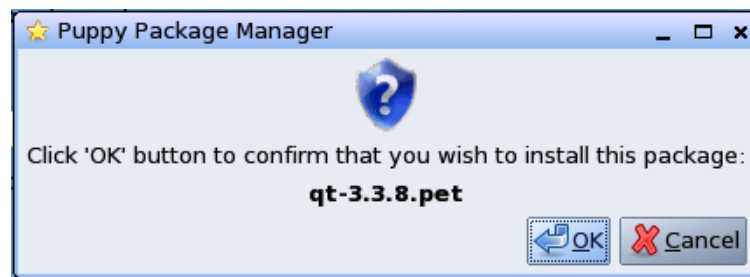 Puppy Package Manager
Click 'OK' button to confirm that you wish to install this package:
qt-3.3.8.pet
OK Cancel